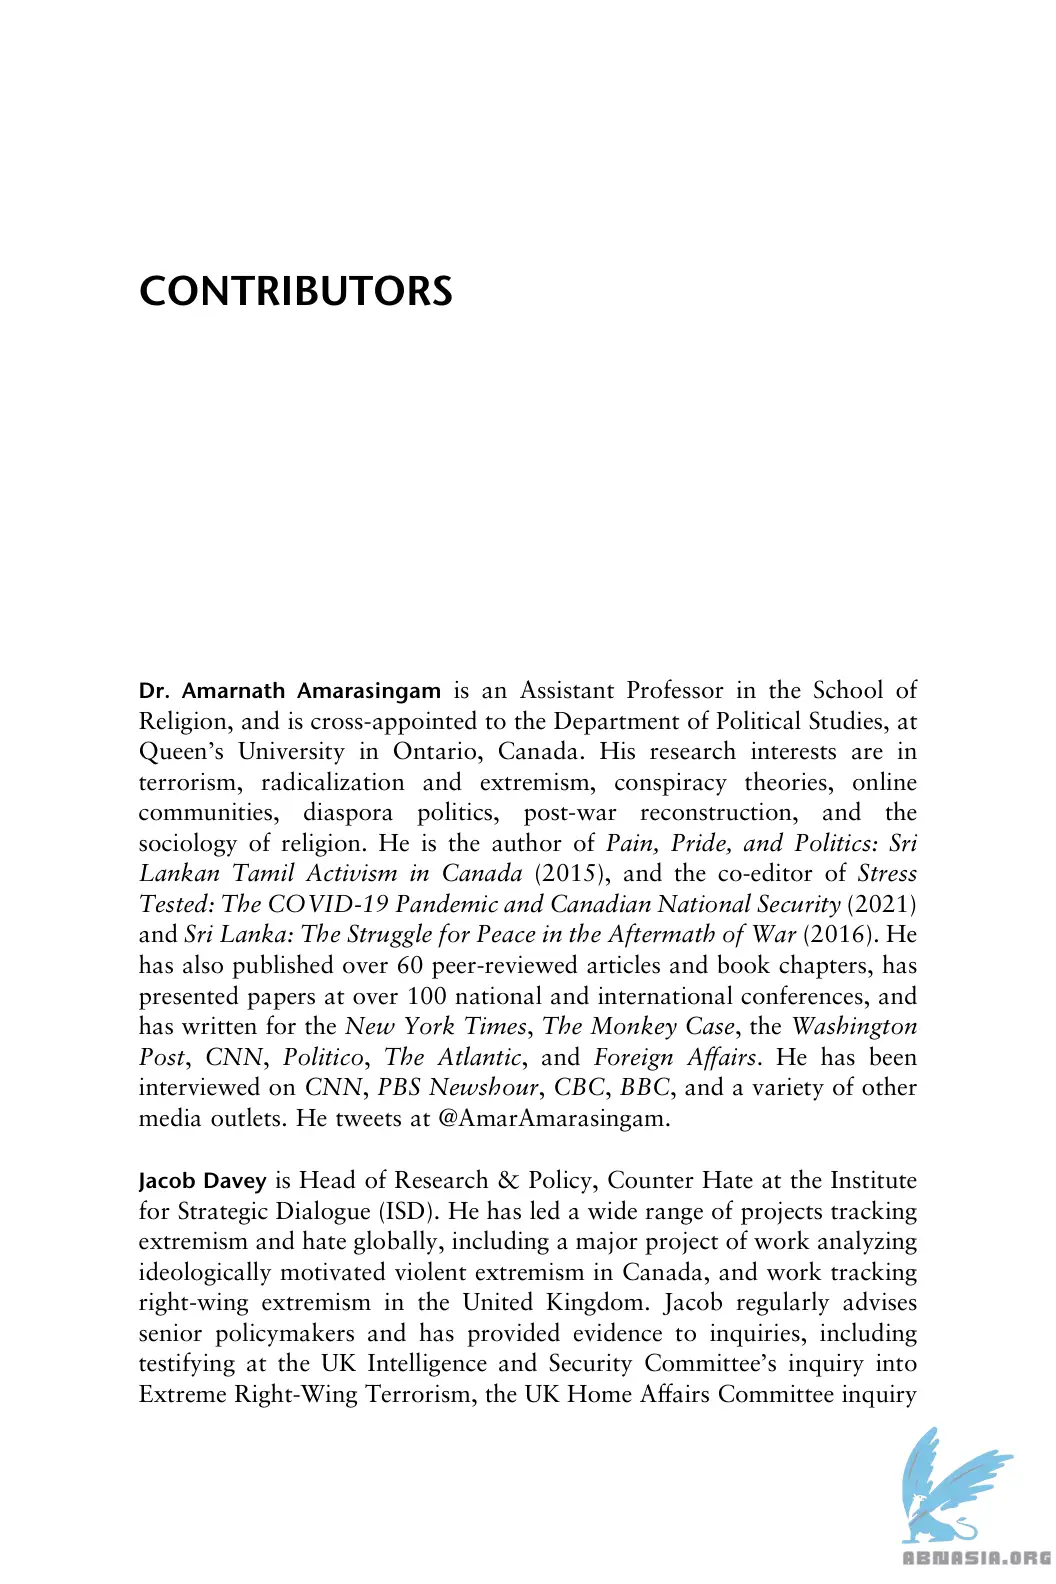 CONTRIBUTORS
Dr. Amarnath Amarasingam is an Assistant Professor in the School of
Religion, and is cross-appointed to the Department of Political Studies, at
Queen’s University in Ontario, Canada. His research interests are in
terrorism, radicalization and extremism, conspiracy theories, online
communities, diaspora politics, post-war reconstruction, and the
sociology of religion. He is the author of Pain, Pride, and Politics: Sri
Lankan Tamil Activism in Canada (2015), and the co-editor of Stress
Tested: The COVID-19 Pandemic and Canadian National Security (2021)
and Sri Lanka: The Struggle for Peace in the Aftermath of War (2016). He
has also published over 60 peer-reviewed articles and book chapters, has
presented papers at over 100 national and international conferences, and
has written for the New York Times, The Monkey Case, the Washington
Post, CNN, Politico, The Atlantic, and Foreign Affairs. He has been
interviewed on CNN, PBS Newshour, CBC, BBC, and a variety of other
media outlets. He tweets at @AmarAmarasingam.
Jacob Davey is Head of Research & Policy, Counter Hate at the Institute
for Strategic Dialogue (ISD). He has led a wide range of projects tracking
extremism and hate globally, including a major project of work analyzing
ideologically motivated violent extremism in Canada, and work tracking
right-wing extremism in the United Kingdom. Jacob regularly advises
senior policymakers and has provided evidence to inquiries, including
testifying at the UK Intelligence and Security Committee’s inquiry into
Extreme Right-Wing Terrorism, the UK Home Affairs Committee inquiry
ABNASIA.ORG